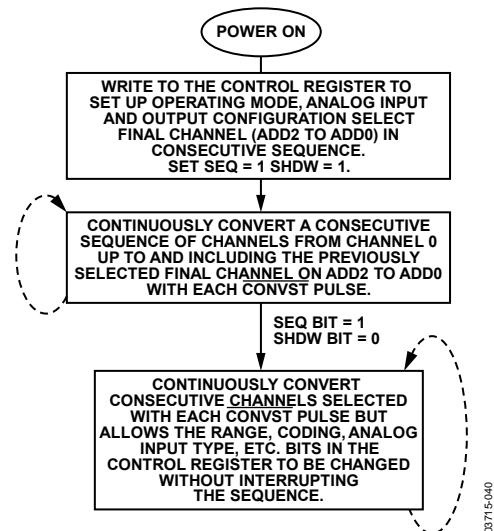 POWER ON
WRITE TO THE CONTROL REGISTER TO
SET UP OPERATING MODE, ANALOG INPUT
AND OUTPUT CONFIGURATION SELECT
FINAL CHANNEL (ADD2 TO ADD0) IN
CONSECUTIVE SEQUENCE.
SET SEQ = 1 SHDW = 1.
CONTINUOUSLY CONVERT A CONSECUTIVE
SEQUENCE OF CHANNELS FROM CHANNEL 0
UP TO AND INCLUDING THE PREVIOUSLY
SELECTED FINAL CHANNEL ON ADD2 TO ADD0
WITH EACH CONVST PULSE.
SEQ BIT = 1
SHDW BIT = 0
CONTINUOUSLY CONVERT
CONSECUTIVE CHANNELS SELECTED
WITH EACH CONVST PULSE BUT
ALLOWS THE RANGE, CODING, ANALOG
INPUT TYPE, ETC. BITS IN THE
CONTROL REGISTER TO BE CHANGED
WITHOUT INTERRUPTING
THE SEQUENCE.
03715-040